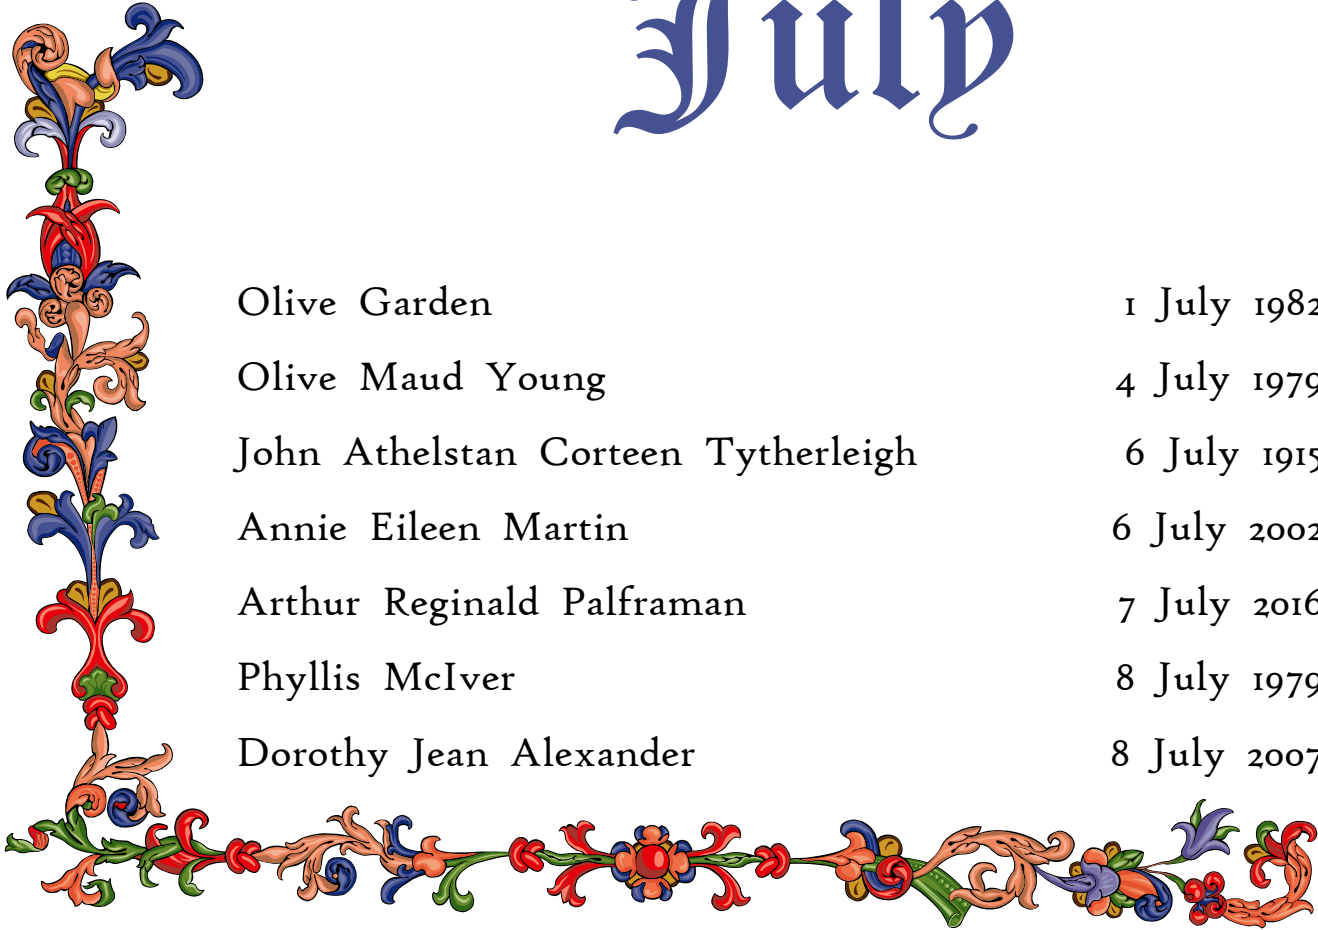 July
Olive Garden 1 July 1982
Olive Maud Young 4 July 1979
John Athelstan Corteen Tytherleigh 6 July 1915
Annie Eileen Martin 6 July 2002
Arthur Reginald Palframan 7 July 2016
Phyllis McIver 8 July 1979
Dorothy Jean Alexander 8 July 2007